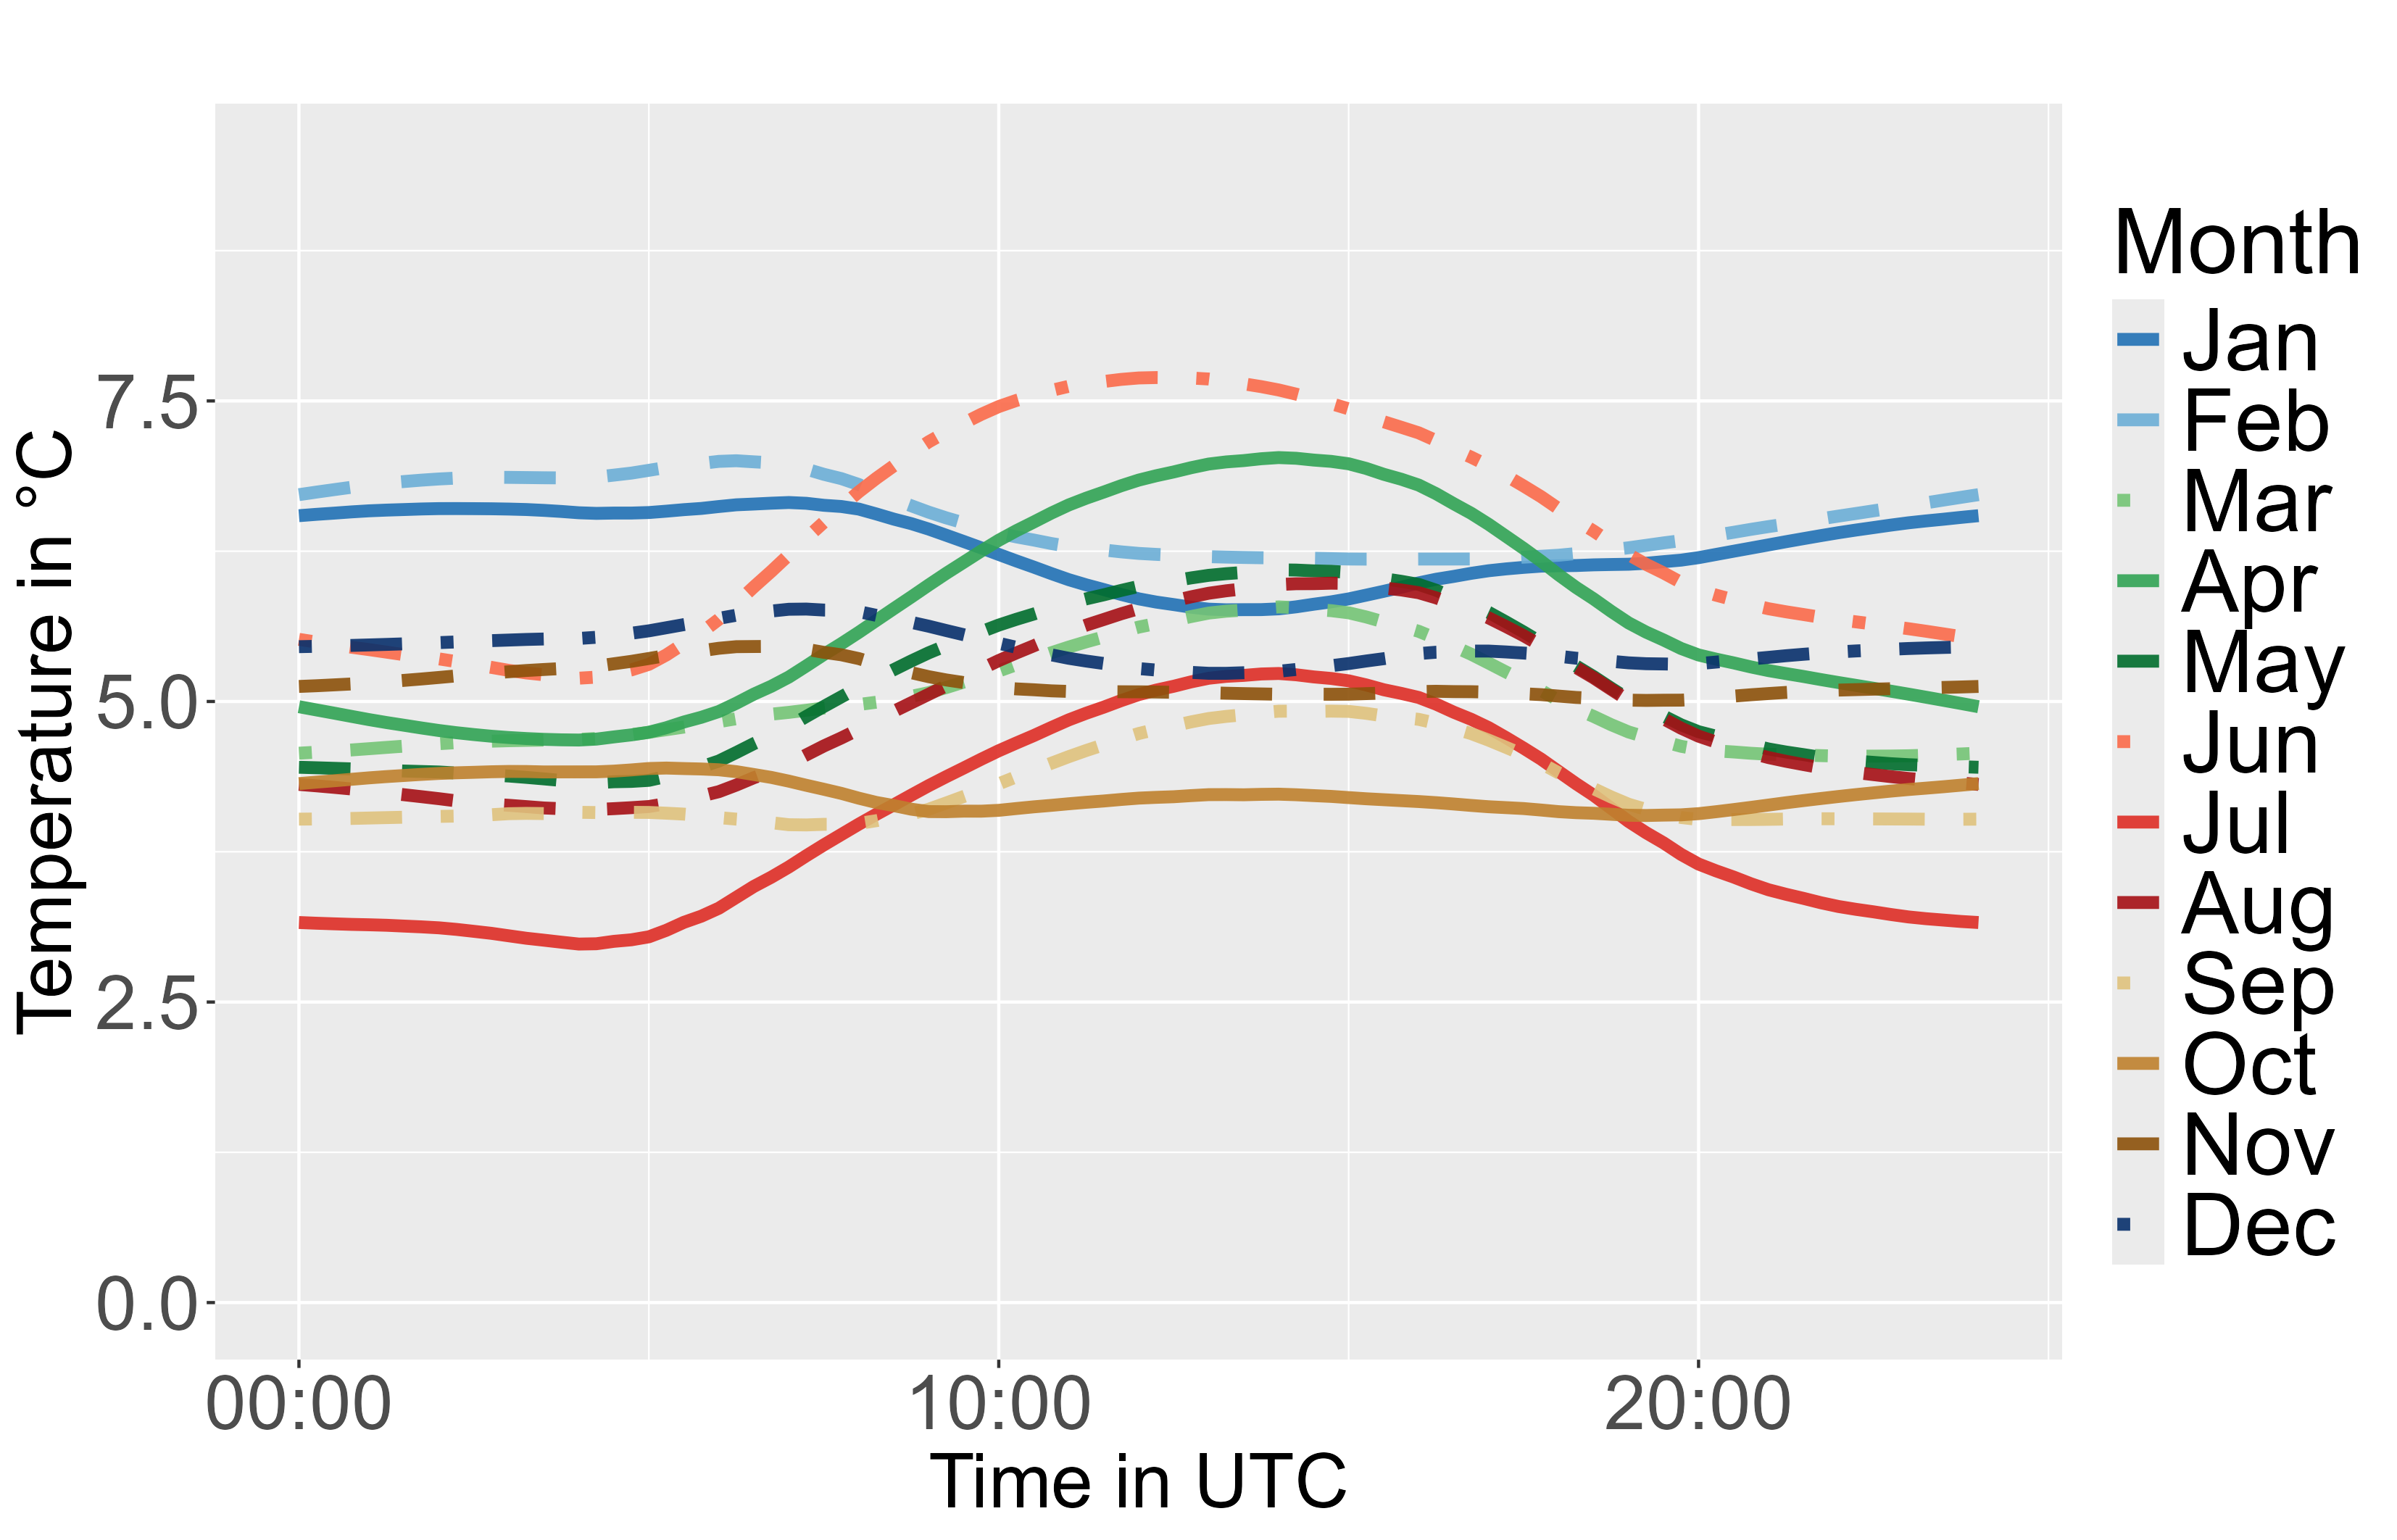 Temperature in °C
7.5
5.0
2.5
0.0
00:00 10:00 20:00
Time in UTC
Month
Jan
Feb
Mar
Apr
May
Jun
Jul
Aug
Sep
Oct
Nov
Dec